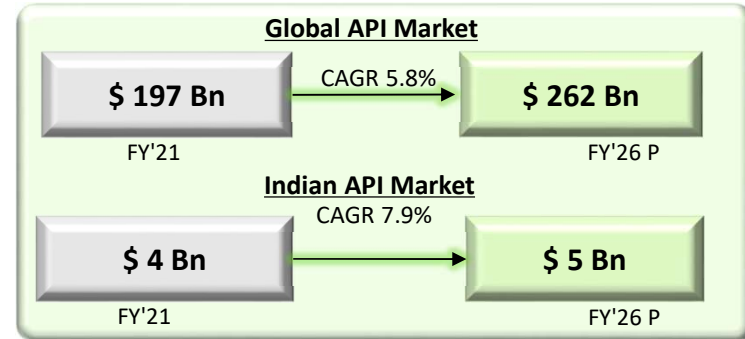 Global API Market
CAGR 5.8%
$ 197 Bn
$ 262 Bn
FY'21
FY'26 P
Indian API Market
CAGR 7.9%
$ 4 Bn
$ 5 Bn
FY'21
FY'26 P